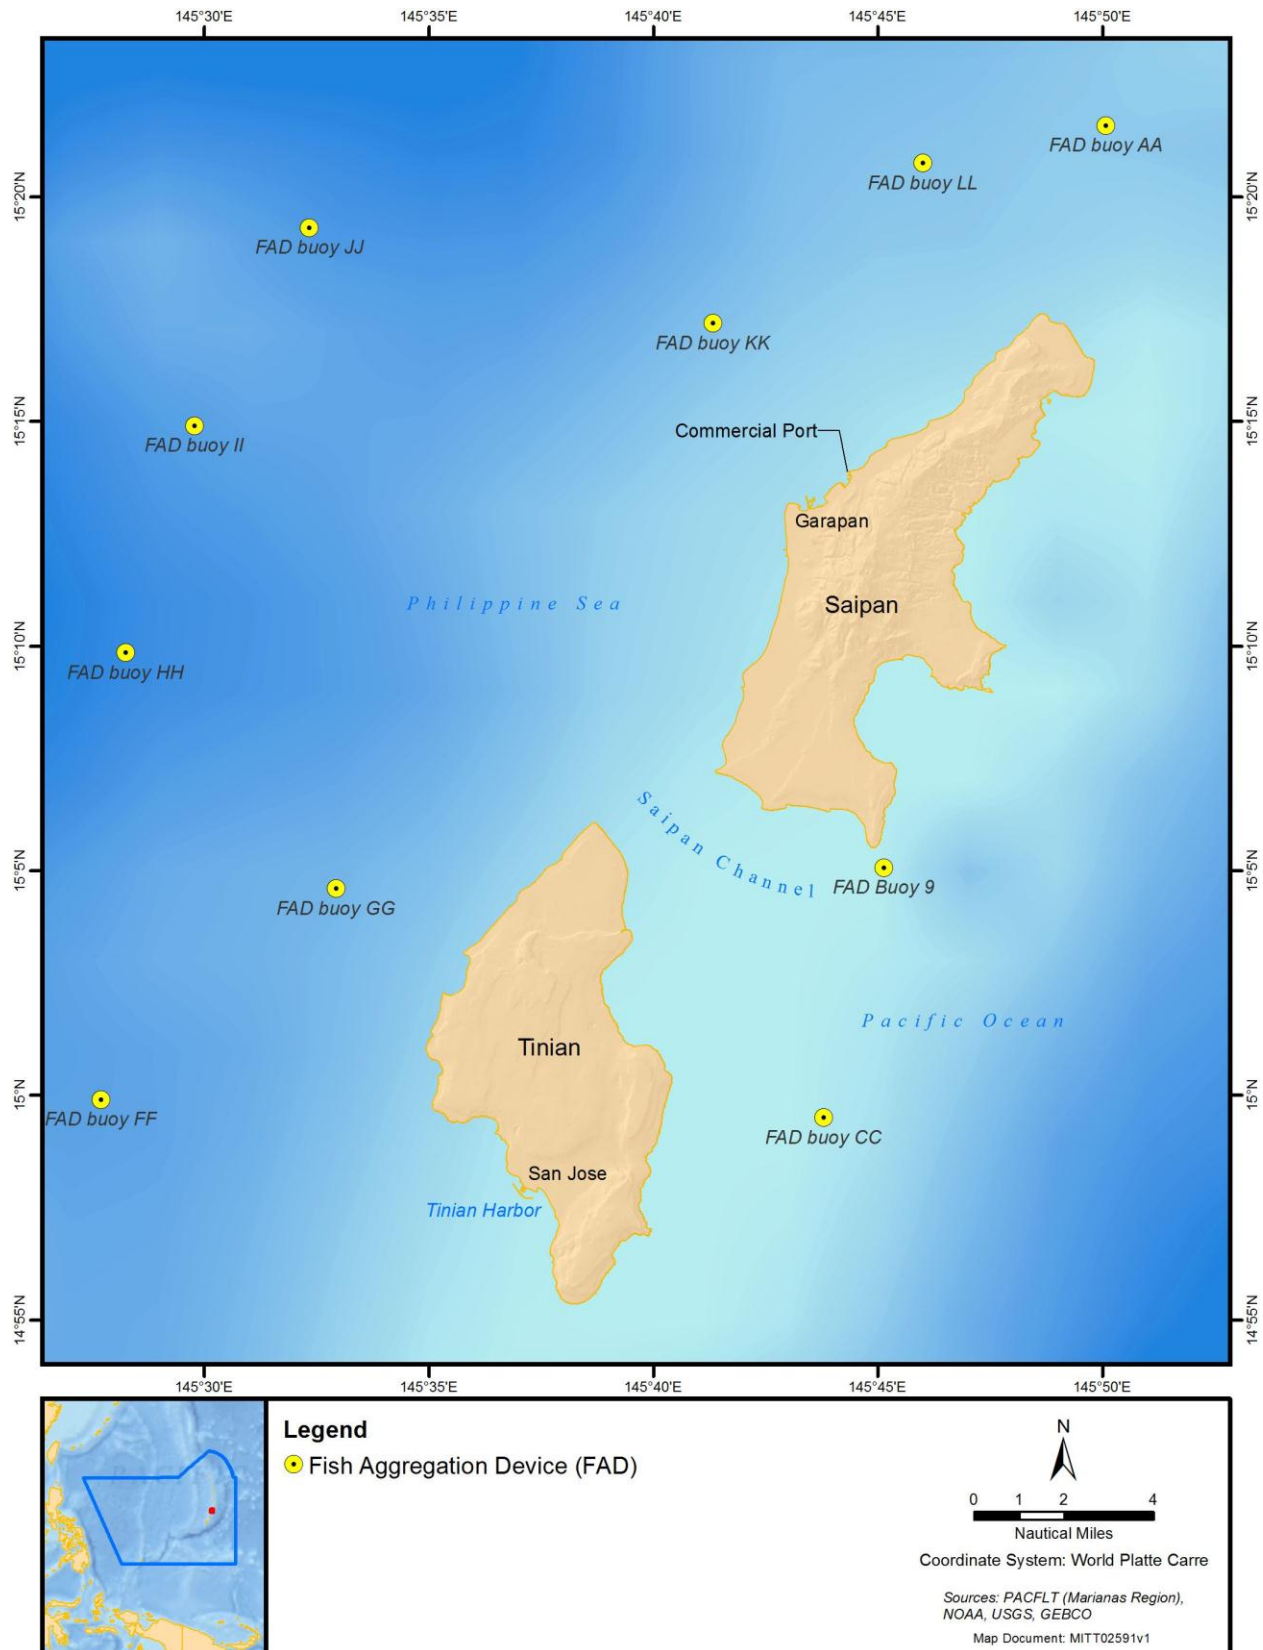 145°30'E 145°35'E 145°40'E 145°45'E 145°50'E
FAD buoy AA
FAD buoy LL
15°20'N 15°20'N
FAD buoy JJ
FAD buoy KK
15°15'N 15°15'N
Commercial Port
FAD buoy II
Garapan
Philippine Sea
Saipan
15°10'N 15°10'N
FAD buoy HH
Saipan Channel
15°5'N 15°5'N
FAD Buoy 9
FAD buoy GG
Pacific Ocean
Tinian
15°N 15°N
FAD buoy FF
FAD buoy CC
San Jose
Tinian Harbor
14°55'N 14°55'N
145°30'E 145°35'E 145°40'E 145°45'E 145°50'E
Legend
Fish Aggregation Device (FAD)
N
0 1 2 4
Nautical Miles
Coordinate System: World Platte Carre
Sources: PACFLT (Marianas Region),
NOAA, USGS, GEBCO
Map Document: MITT02591v1